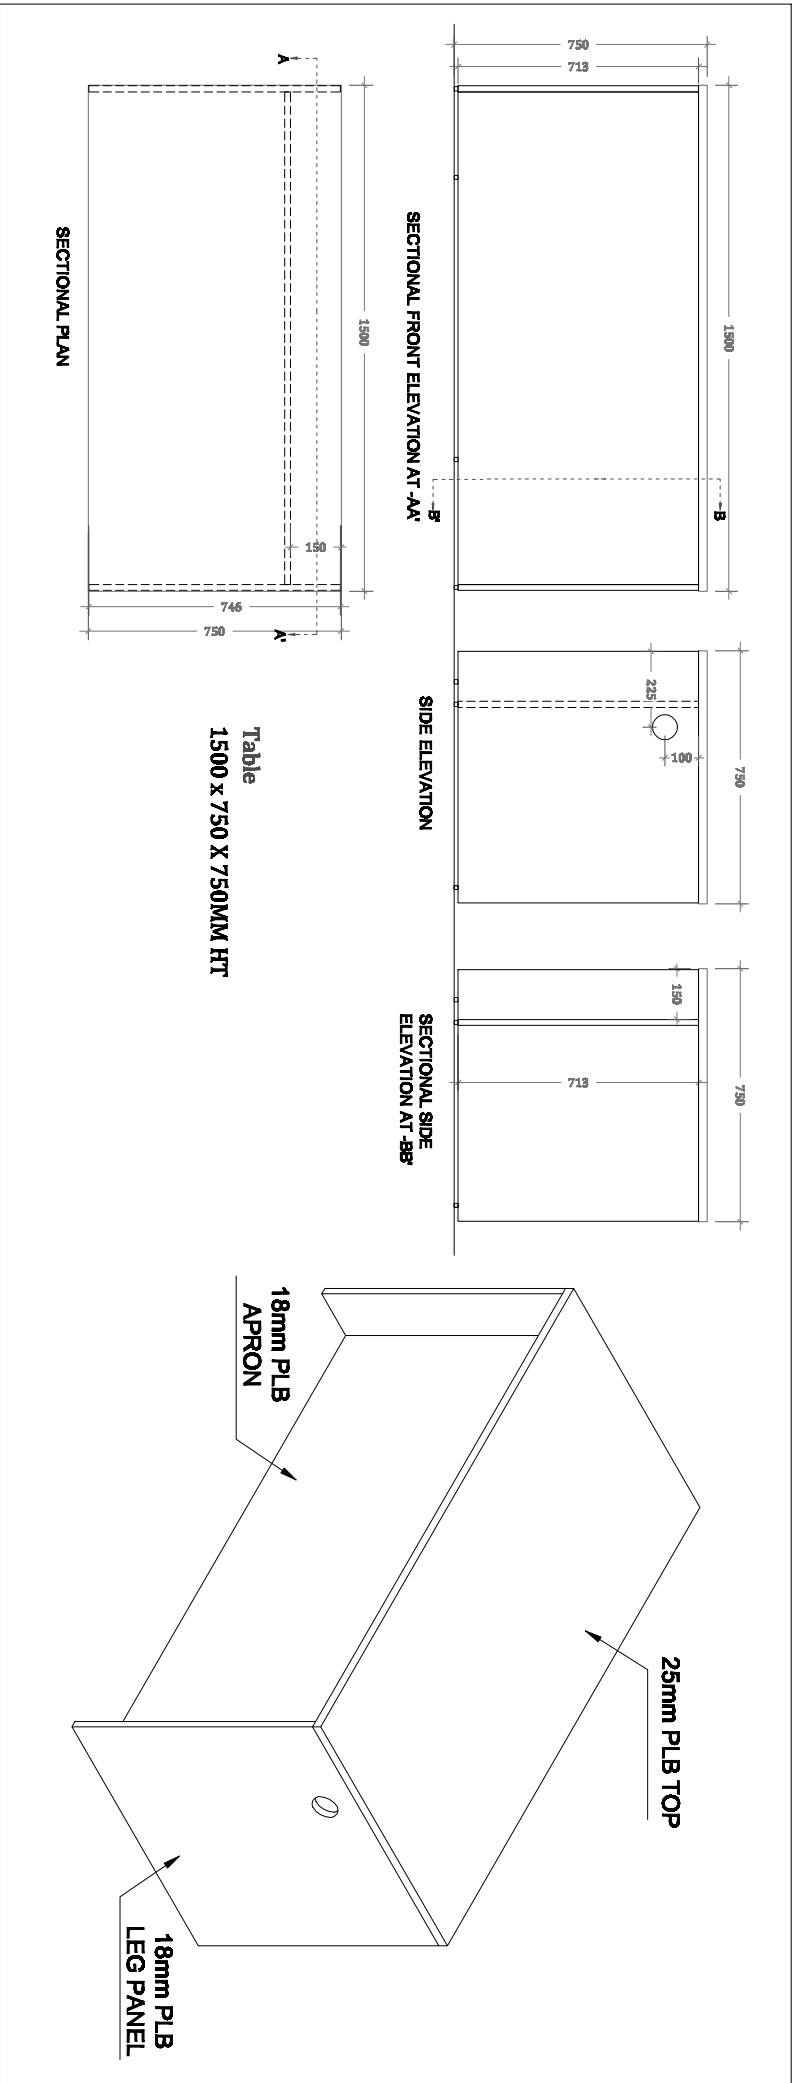 1500
750
713
B
B'
SECTIONAL FRONT ELEVATION AT -AA'
750
225
100
SIDE ELEVATION
750
150
713
SECTIONAL SIDE
ELEVATION AT -BB'
25mm PLB TOP
18mm PLB
APRON
18mm PLB
LEG PANEL
A
A'
1500
150
746
750
SECTIONAL PLAN
Table
1500 x 750 X 750MM HT